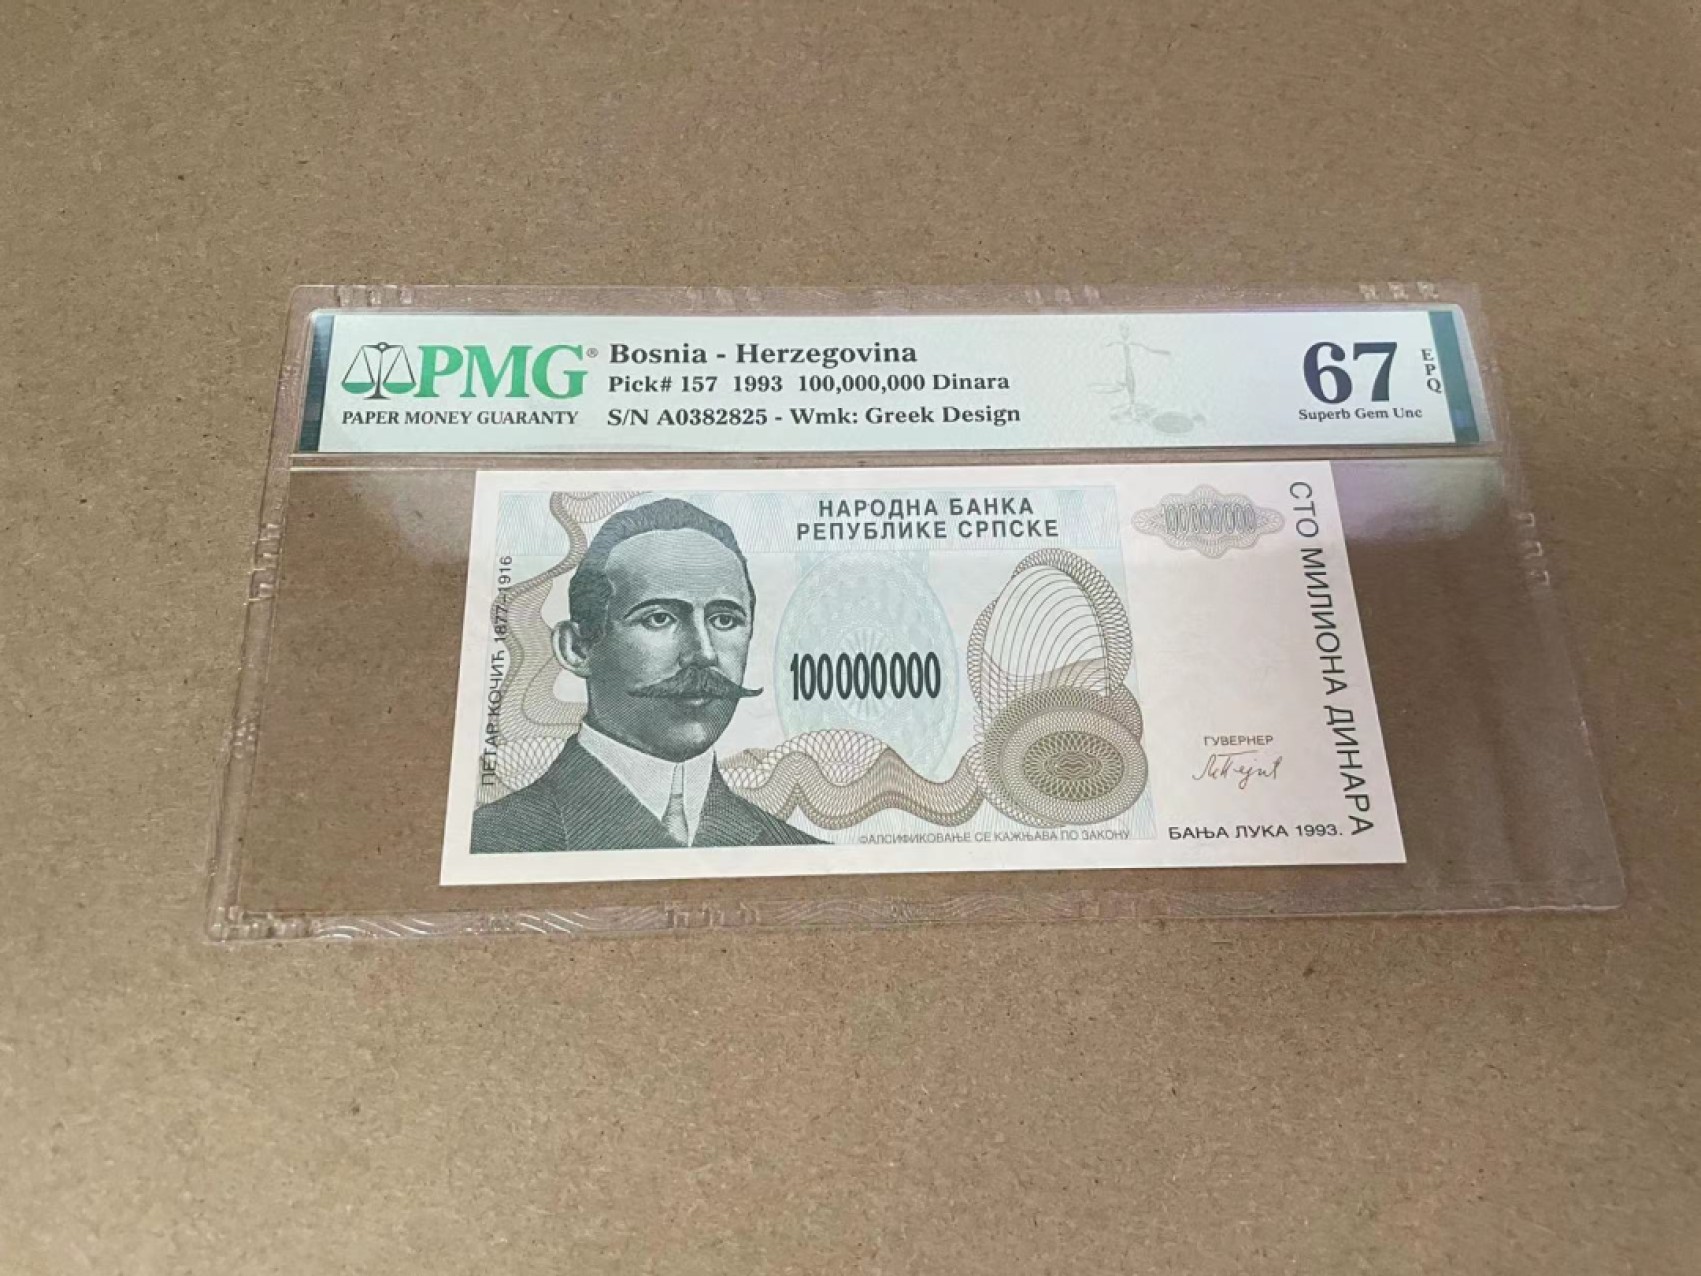 PMG®
PAPER MONEY GUARANTY
Bosnia - Herzegovina
Pick# 157 1993 100,000,000 Dinara
S/N A0382825 - Wmk: Greek Design
67
EPQ
Superb Gem Unc
НАРОДНА БАНКА
РЕПУБЛИКЕ СРПСКЕ
100000000
СТО МИЛИОНА ДИНАРА
ПЕТАР КОЧИЋ 1877–1916
100000000
ГУВЕРНЕР
ФАЛСИФИКОВАЊЕ СЕ КАЖЊАВА ПО ЗАКОНУ
БАЊА ЛУКА 1993.